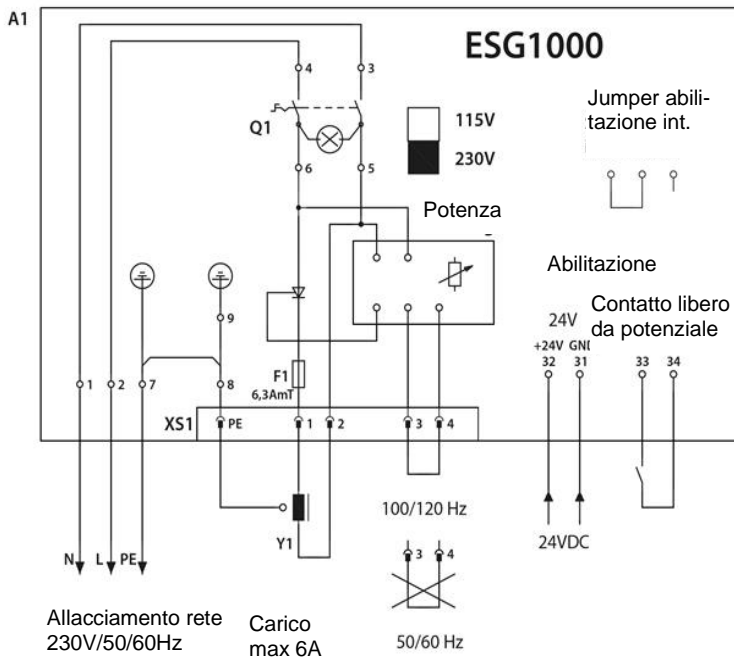 A1
ESG1000
4
3
Jumper abili-
tazione int.
Q1
115V
230V
6
5
Potenza
Abilitazione
Contatto libero
da potenziale
24V
+24V
GND
9
F1
6,3AmT
32
31
33
34
1
2
7
8
XS1
PE
1
2
3
4
100/120 Hz
Y1
24VDC
3
4
N
L
PE
Allacciamento rete
230V/50/60Hz
Carico
max 6A
50/60 Hz